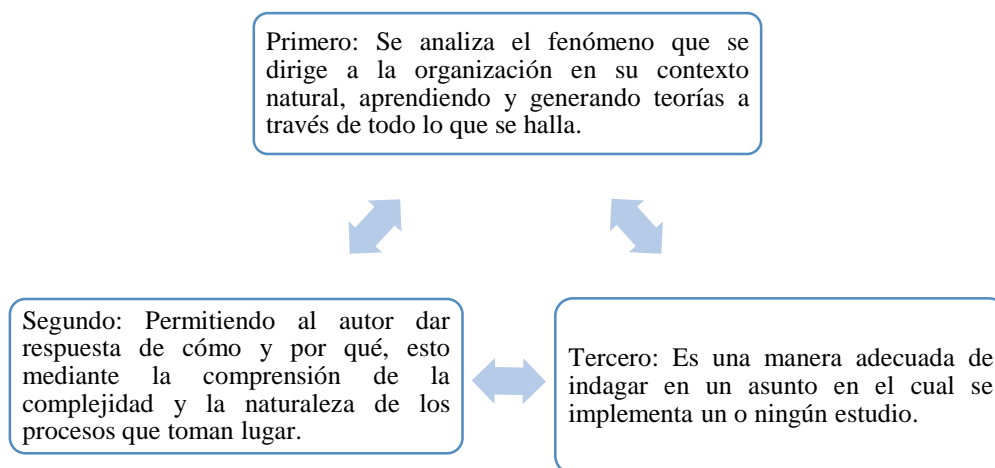 Primero: Se analiza el fenómeno que se
dirige a la organización en su contexto
natural, aprendiendo y generando teorías a
través de todo lo que se halla.
Segundo: Permitiendo al autor dar
respuesta de cómo y por qué, esto
mediante la comprensión de la
complejidad y la naturaleza de los
procesos que toman lugar.
Tercero: Es una manera adecuada de
indagar en un asunto en el cual se
implementa un o ningún estudio.